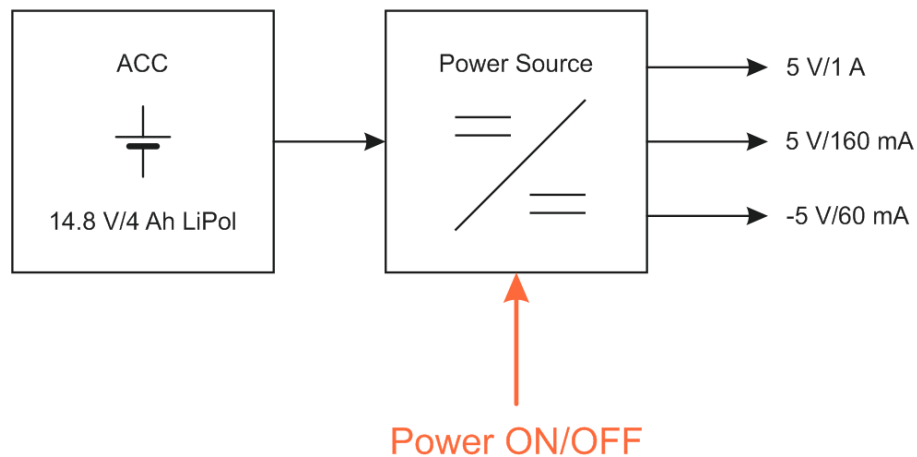 ACC
14.8 V/4 Ah LiPol
Power Source
5 V/1 A
5 V/160 mA
-5 V/60 mA
Power ON/OFF